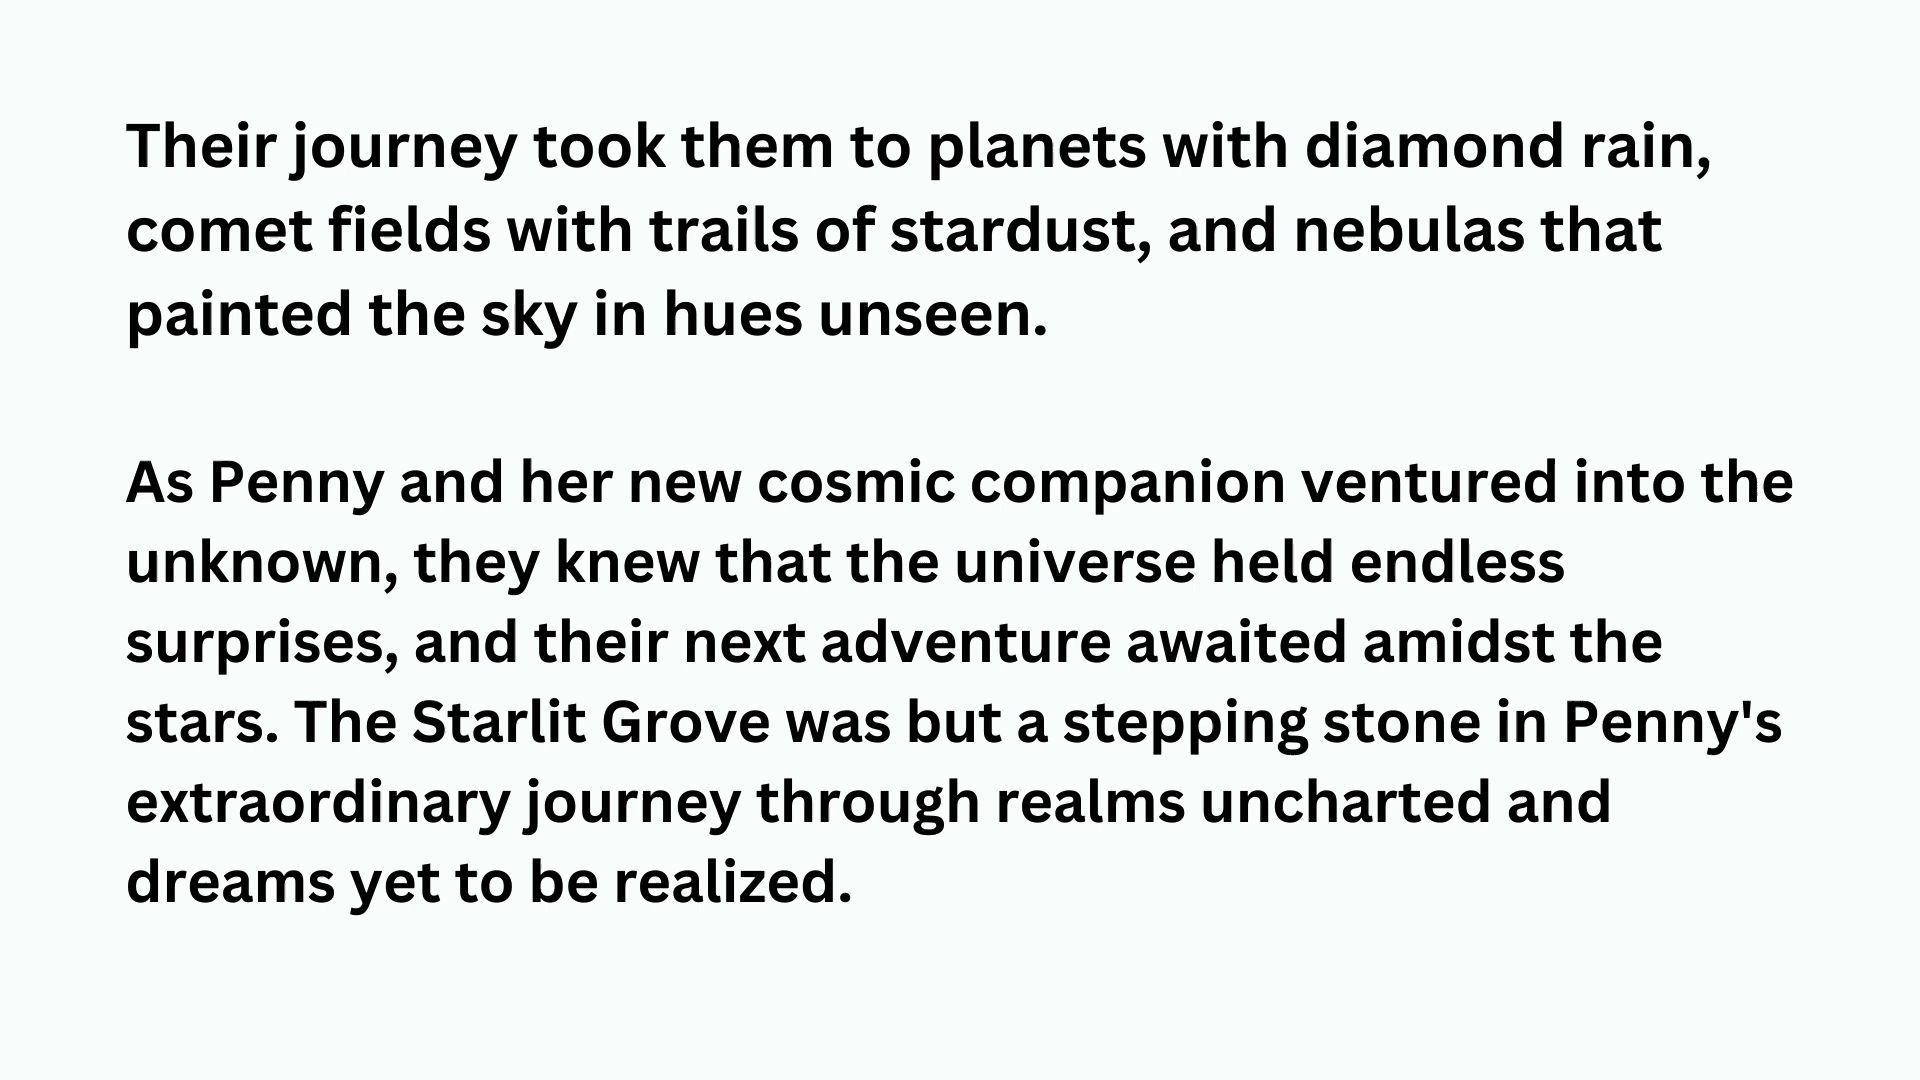 Their journey took them to planets with diamond rain,
comet fields with trails of stardust, and nebulas that
painted the sky in hues unseen.
As Penny and her new cosmic companion ventured into the
unknown, they knew that the universe held endless
surprises, and their next adventure awaited amidst the
stars. The Starlit Grove was but a stepping stone in Penny's
extraordinary journey through realms uncharted and
dreams yet to be realized.